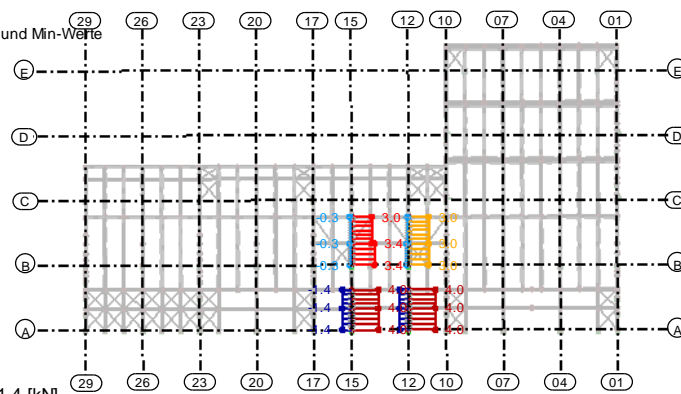 29 26 23 20 17 15 12 10 07 04 01
und Min-Werte
E E
D D
C C
-0.3 3.0 3.0
-0.3 3.4 3.0
-0.3 3.4 3.0
B B
-1.4 4.0 4.0
-1.4 4.0 4.0
-1.4 4.0 4.0
A A
29 26 23 20 17 15 12 10 07 04 01
1.4 [kN]